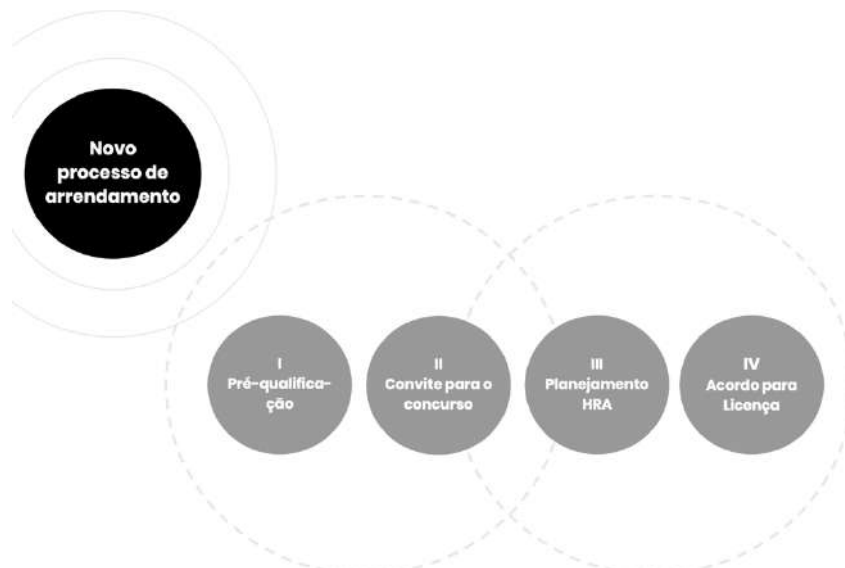 Novo
processo de
arrendamento
I
Pré-qualifica-
ção
II
Convite para o
concurso
III
Planejamento
HRA
IV
Acordo para
Licença